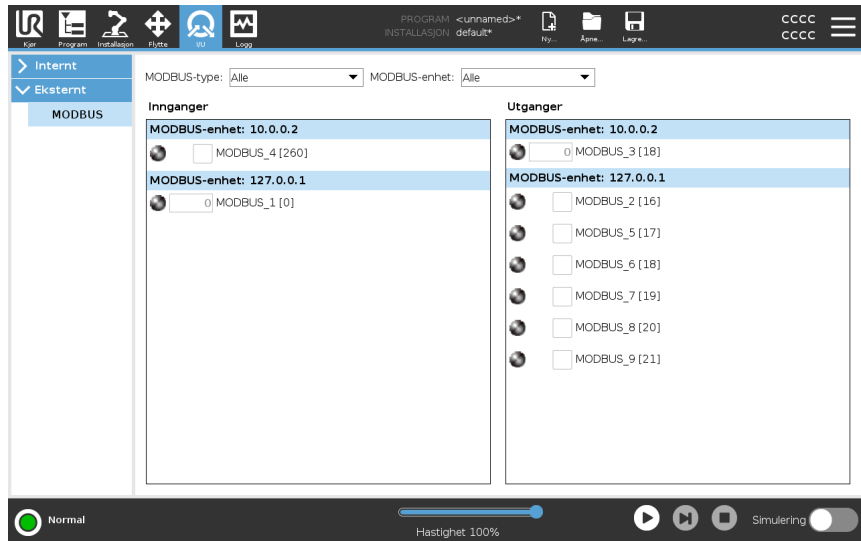 UR
PROGRAM <unnamed>*
INSTALLASJON default*
CCCC
CCCC
Kjør Program Installasjon Flytte I/U Logg
Ny... Åpne... Lagre...
Internt
Eksternt
MODBUS
MODBUS-type: Alle MODBUS-enhet: Alle
Innganger
MODBUS-enhet: 10.0.0.2
MODBUS_4 [260]
MODBUS-enhet: 127.0.0.1
0 MODBUS_1 [0]
Utganger
MODBUS-enhet: 10.0.0.2
0 MODBUS_3 [18]
MODBUS-enhet: 127.0.0.1
MODBUS_2 [16]
MODBUS_5 [17]
MODBUS_6 [18]
MODBUS_7 [19]
MODBUS_8 [20]
MODBUS_9 [21]
Normal
Hastighet 100%
Simulering